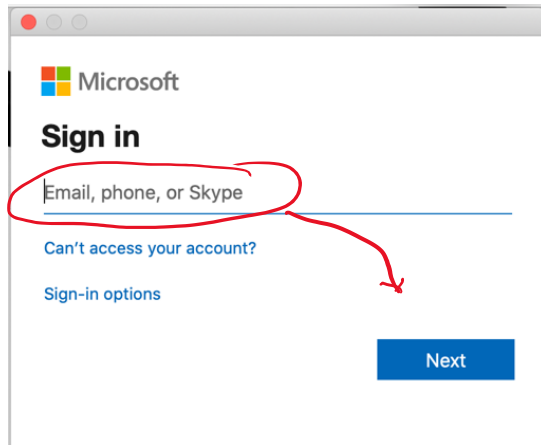 Microsoft
Sign in
Email, phone, or Skype
Can't access your account?
Sign-in options
Next